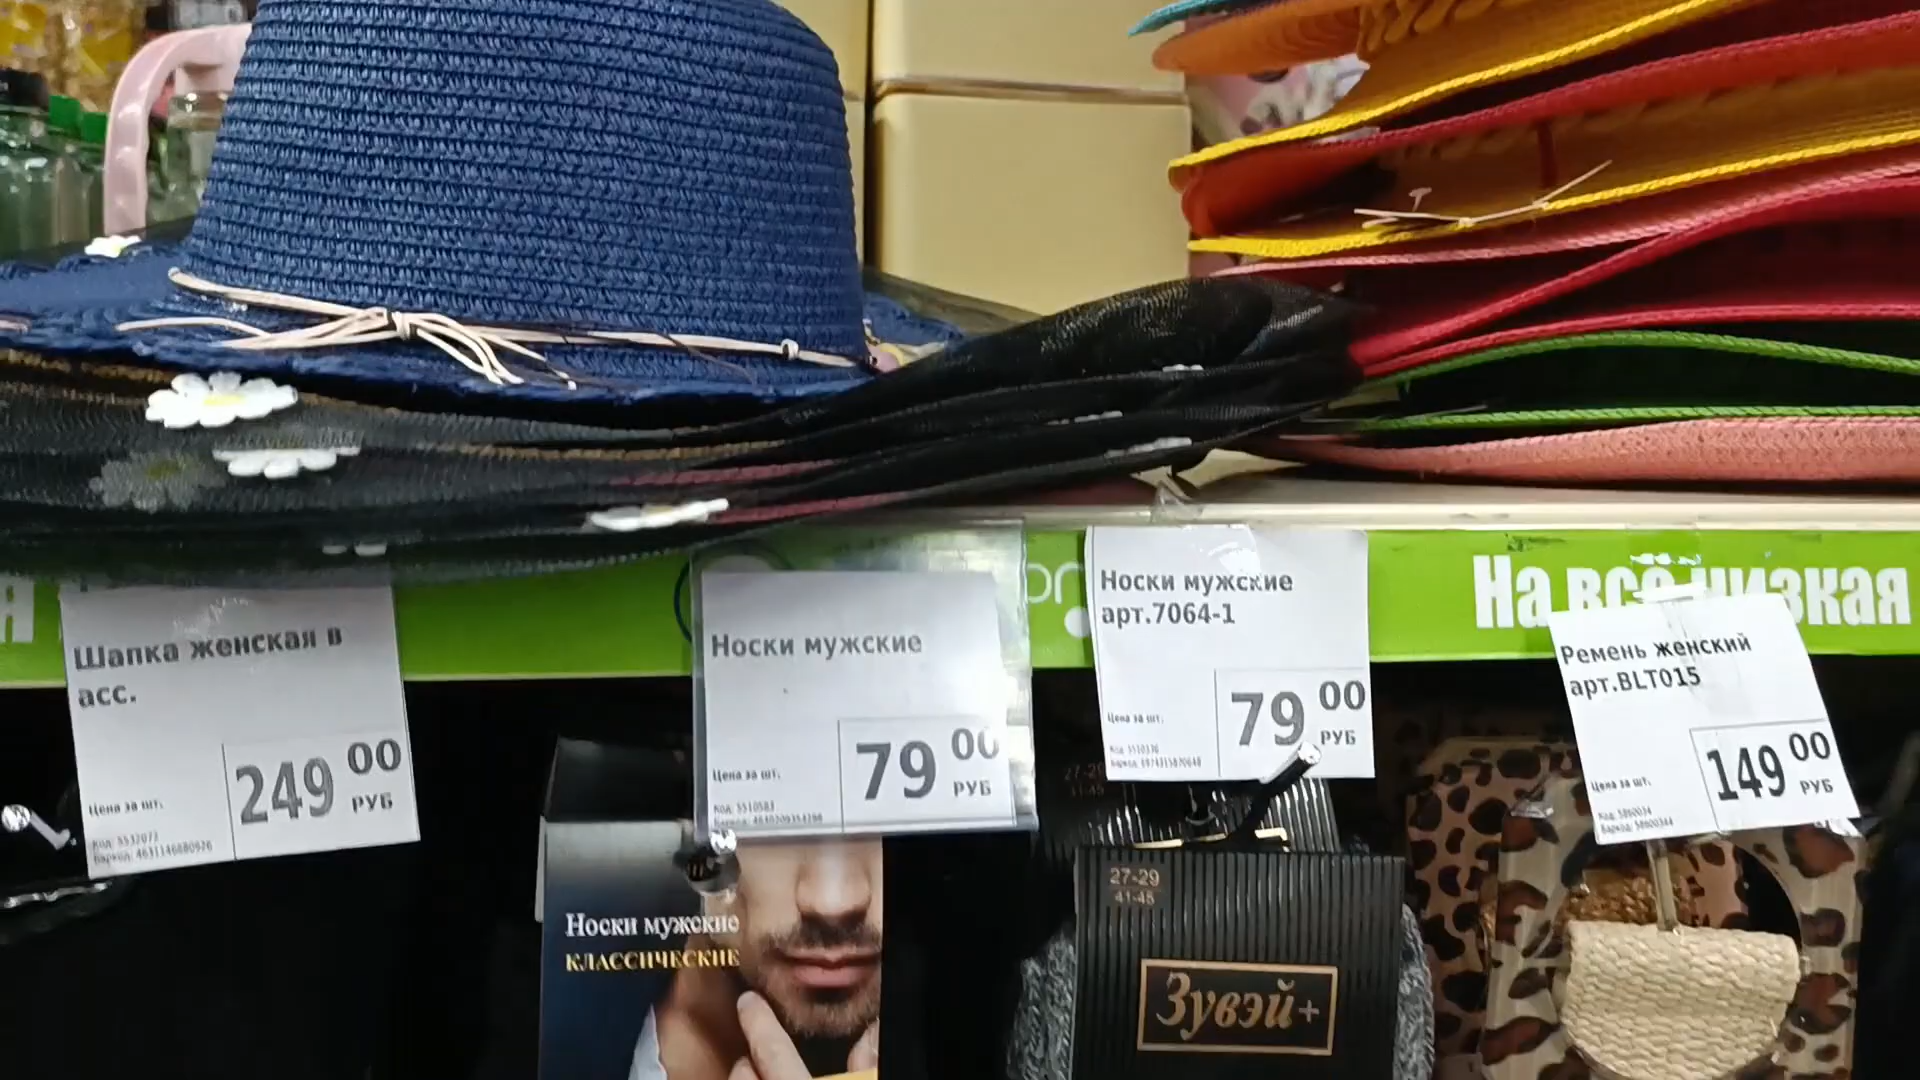 На всё низкая
Шапка женская в
асс.
Цена за шт.
249 00
РУБ
Носки мужские
Цена за шт.
Код: 5510583
79 00
РУБ
Носки мужские
арт.7064-1
Цена за шт.
79 00
РУБ
Ремень женский
арт.BLT015
Цена за шт.
149 00
РУБ
Носки мужские
КЛАССИЧЕСКИЕ
27-29
41-45
Зувэй+